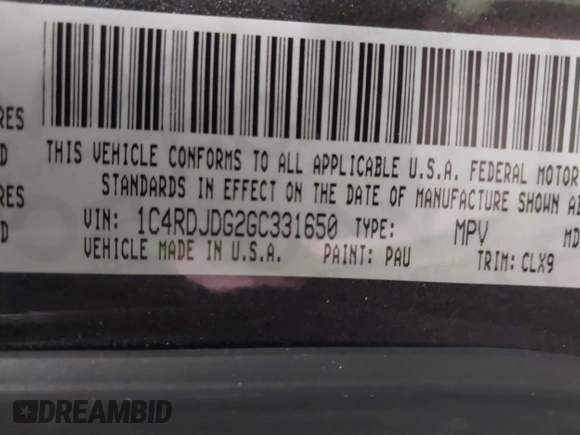 RES
THIS VEHICLE CONFORMS TO ALL APPLICABLE U.S.A. FEDERAL MOTOR
STANDARDS IN EFFECT ON THE DATE OF MANUFACTURE SHOWN
RES
VIN: 1C4RDJDG2GC331650 TYPE: MPV MD
VEHICLE MADE IN U.S.A. PAINT: PAU TRIM: CLX9
DREAMBID